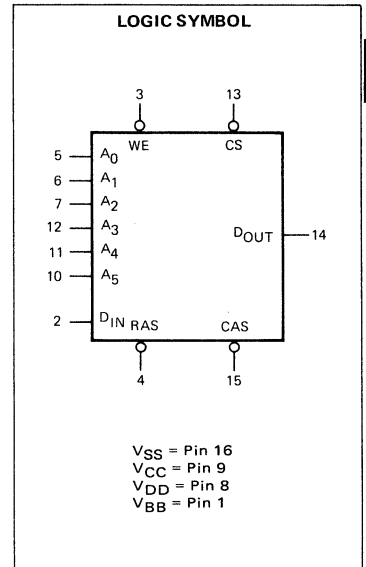 LOGIC SYMBOL
3 13
WE CS
5 A0
6 A1
7 A2
12 A3
11 A4
10 A5
DOUT 14
2 DIN RAS CAS
4 15
VSS = Pin 16
VCC = Pin 9
VDD = Pin 8
VBB = Pin 1